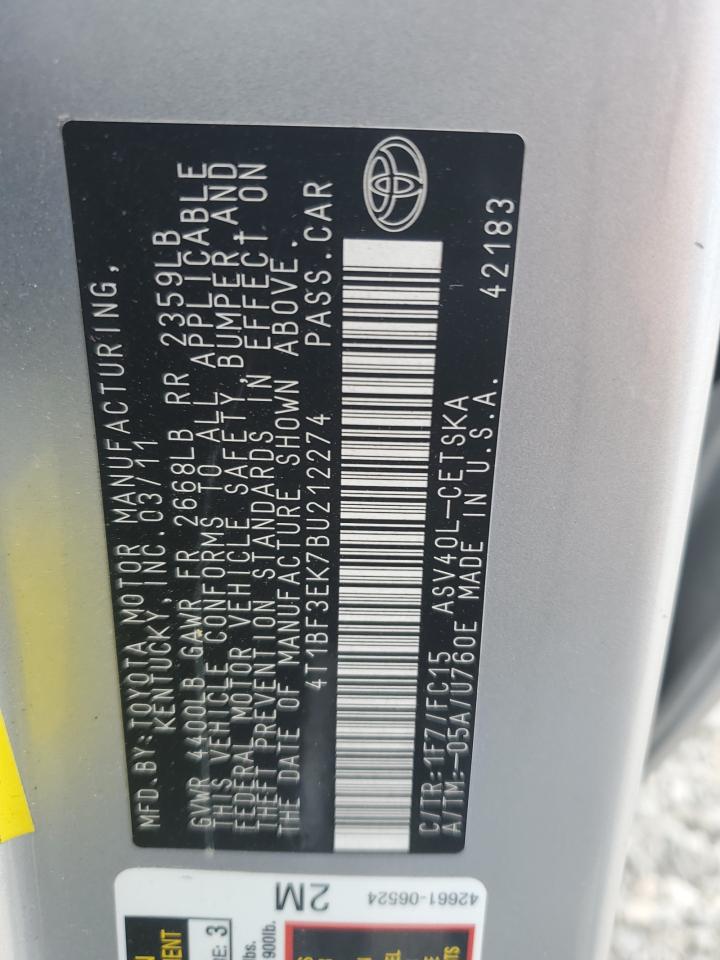 MFD.BY:TOYOTA MOTOR MANUFACTURING,
KENTUCKY, INC.03/11
GVWR 4400LB GAWR FR 2668LB RR 2359LB
THIS VEHICLE CONFORMS TO ALL APPLICABLE
FEDERAL MOTOR VEHICLE SAFETY,BUMPER AND
THEFT PREVENTION STANDARDS IN EFFECT ON
THE DATE OF MANUFACTURE SHOWN ABOVE.
4T1BF3EK7BU212274 PASS.CAR
C/TR:1F7/FC15 ASV40L-CETSKA 42183
A/TM:-05A/U760E MADE IN U.S.A.
2M
42661-06524
3
lbs.
900lb.